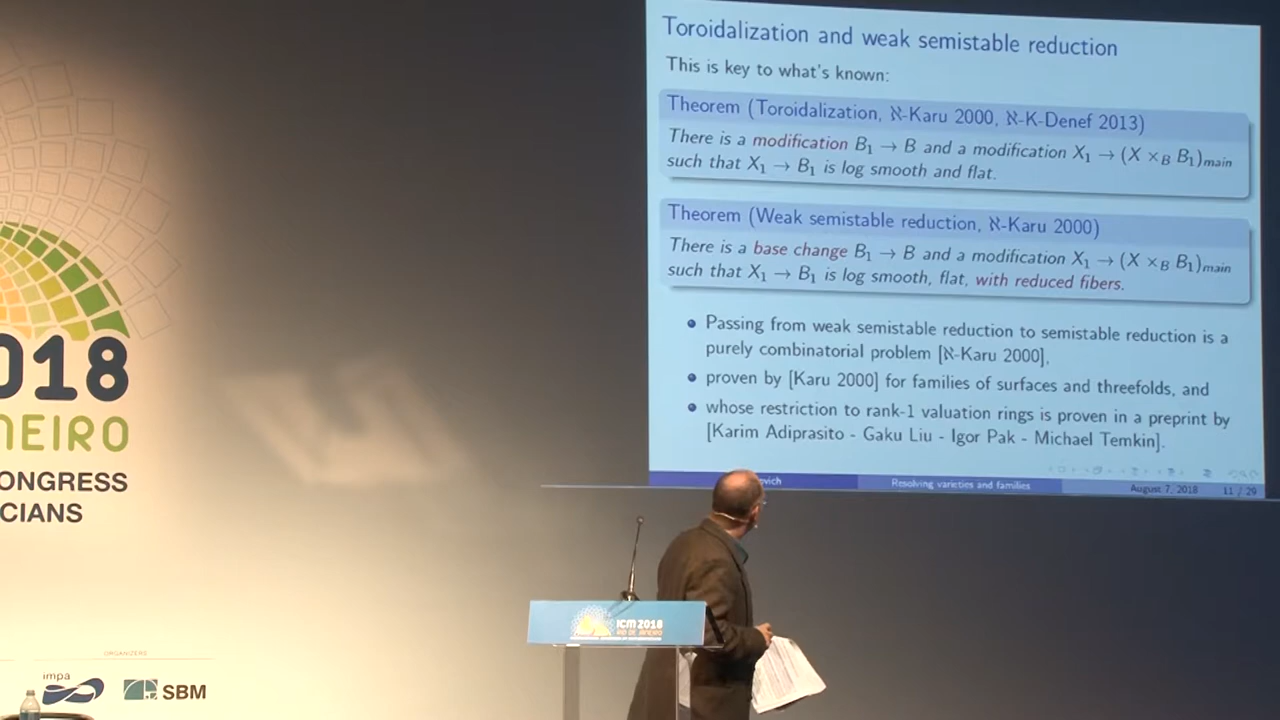 Toroidalization and weak semistable reduction
This is key to what's known:
Theorem (Toroidalization, ℵ-Karu 2000, ℵ-K-Denef 2013)
There is a modification B₁ → B and a modification X₁ → (X ×_B B₁)_main
such that X₁ → B₁ is log smooth and flat.
Theorem (Weak semistable reduction, ℵ-Karu 2000)
There is a base change B₁ → B and a modification X₁ → (X ×_B B₁)_main
such that X₁ → B₁ is log smooth, flat, with reduced fibers.
Passing from weak semistable reduction to semistable reduction is a
purely combinatorial problem [ℵ-Karu 2000],
proven by [Karu 2000] for families of surfaces and threefolds, and
whose restriction to rank-1 valuation rings is proven in a preprint by
[Karim Adiprasito - Gaku Liu - Igor Pak - Michael Temkin].
ovich Resolving varieties and families August 7, 2018 11 / 29
018
NEIRO
ONGRESS
CIANS
ICM 2018
RIO DE JANEIRO
ORGANIZERS
impa
SBM